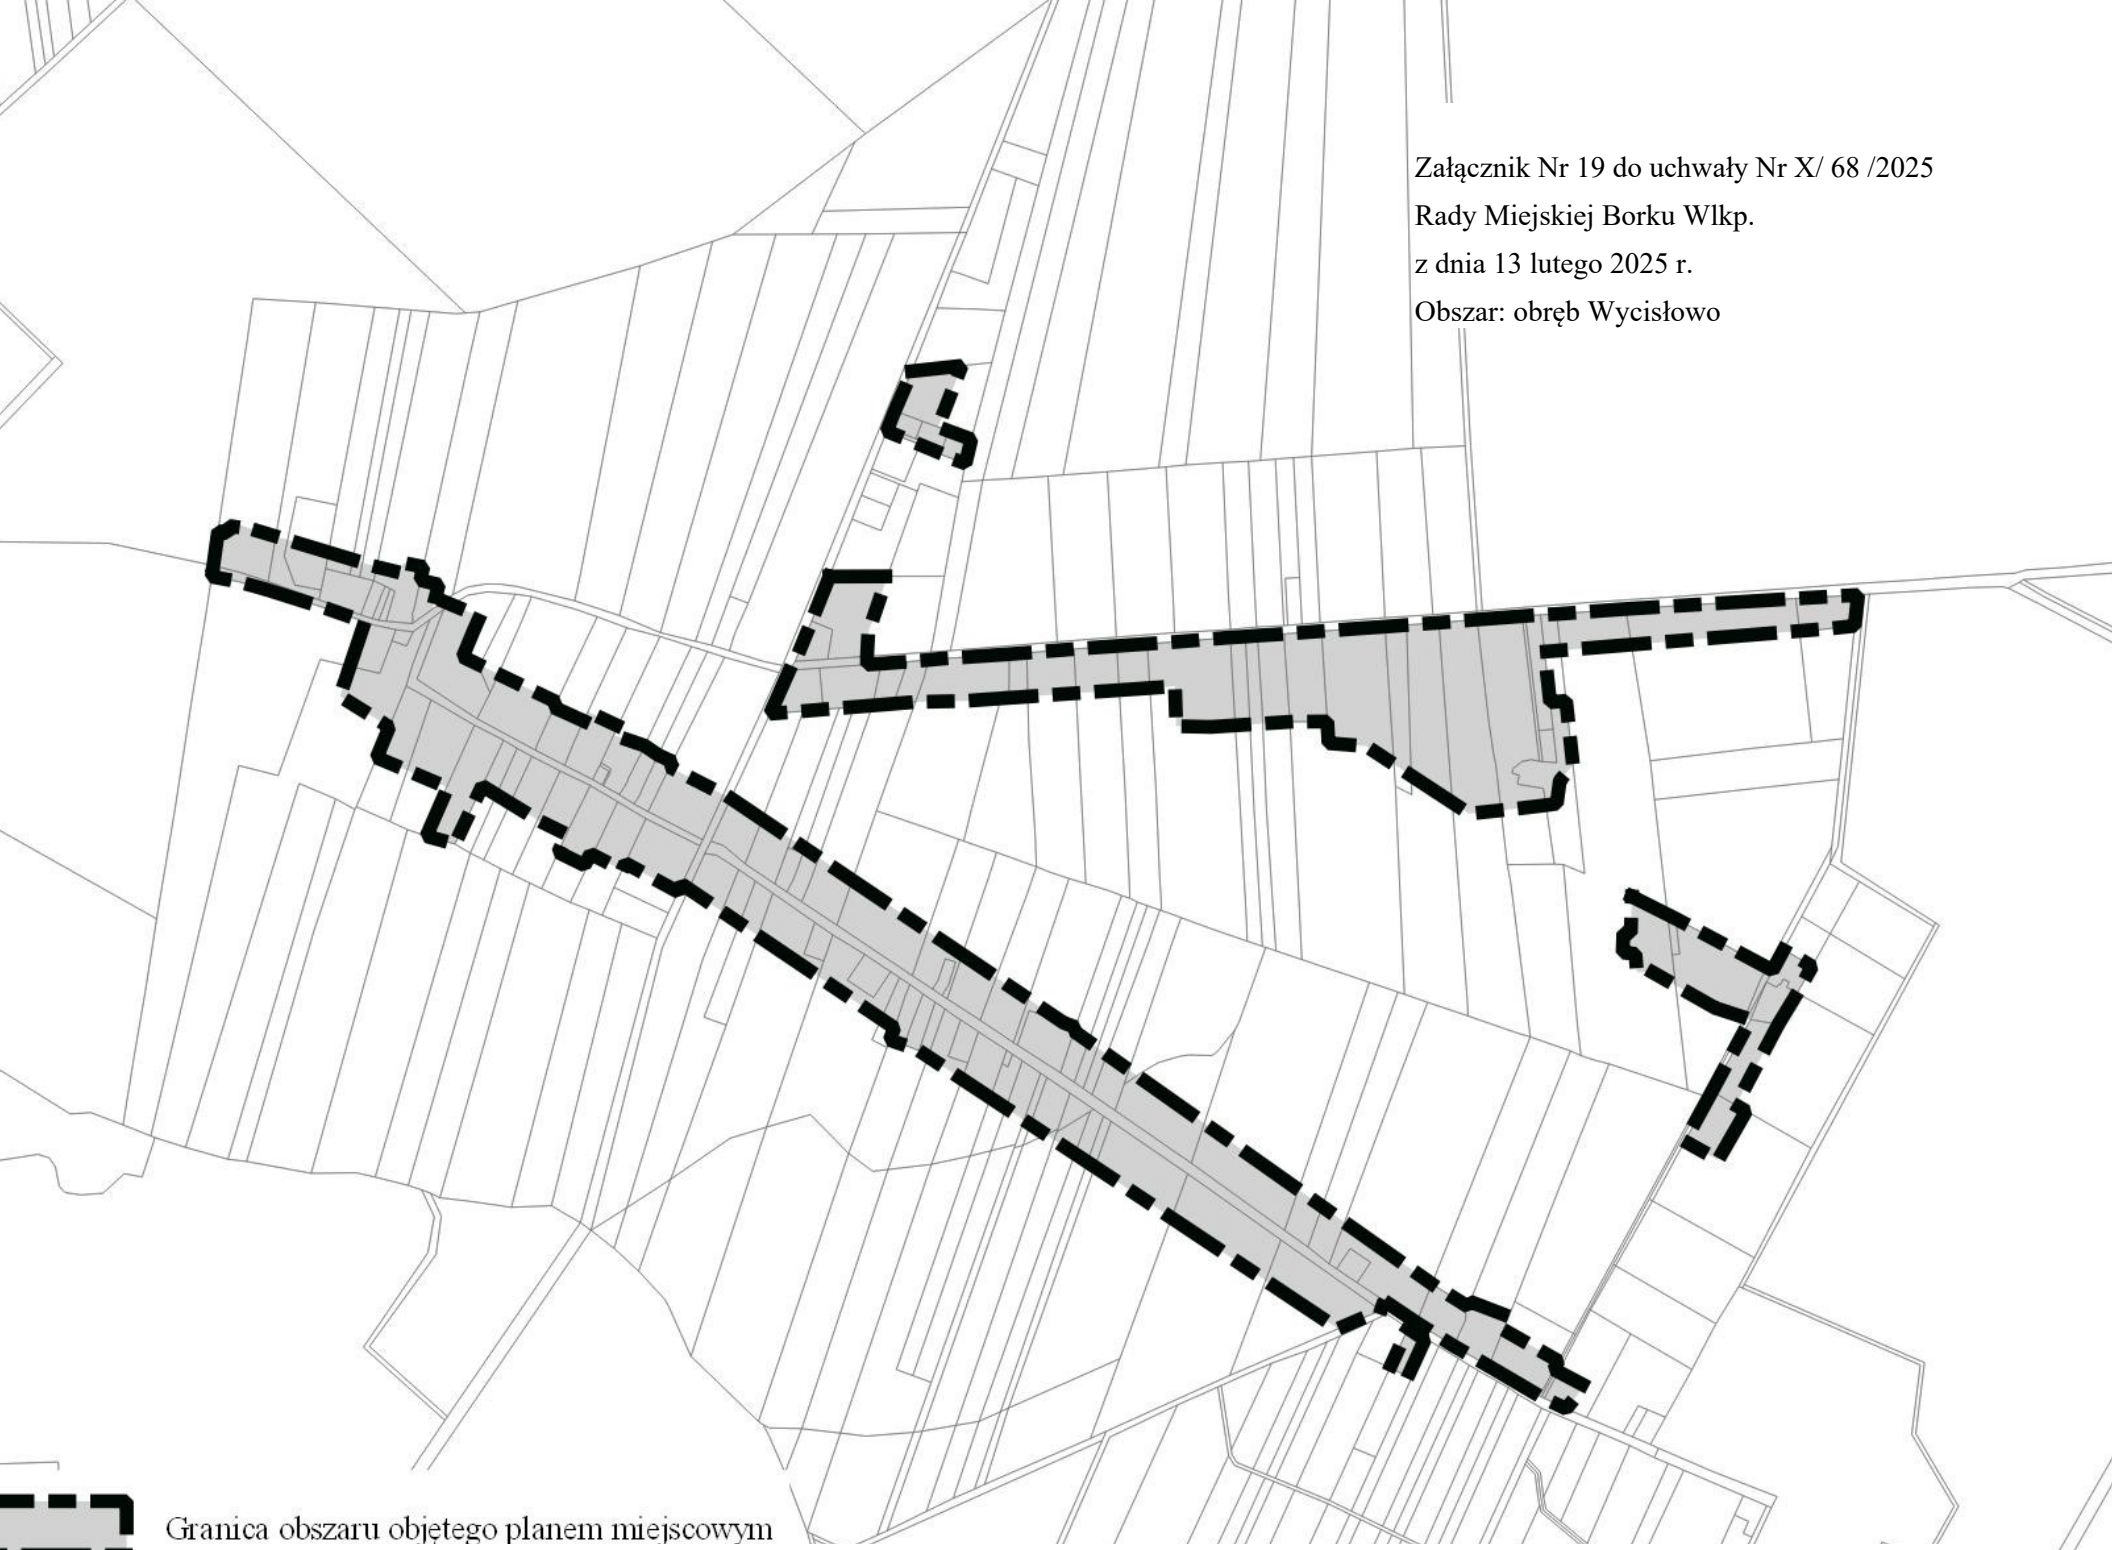 Załącznik Nr 19 do uchwały Nr X/ 68 /2025
Rady Miejskiej Borku Wlkp.
z dnia 13 lutego 2025 r.
Obszar: obręb Wycisłowo
Granica obszaru objętego planem miejscowym